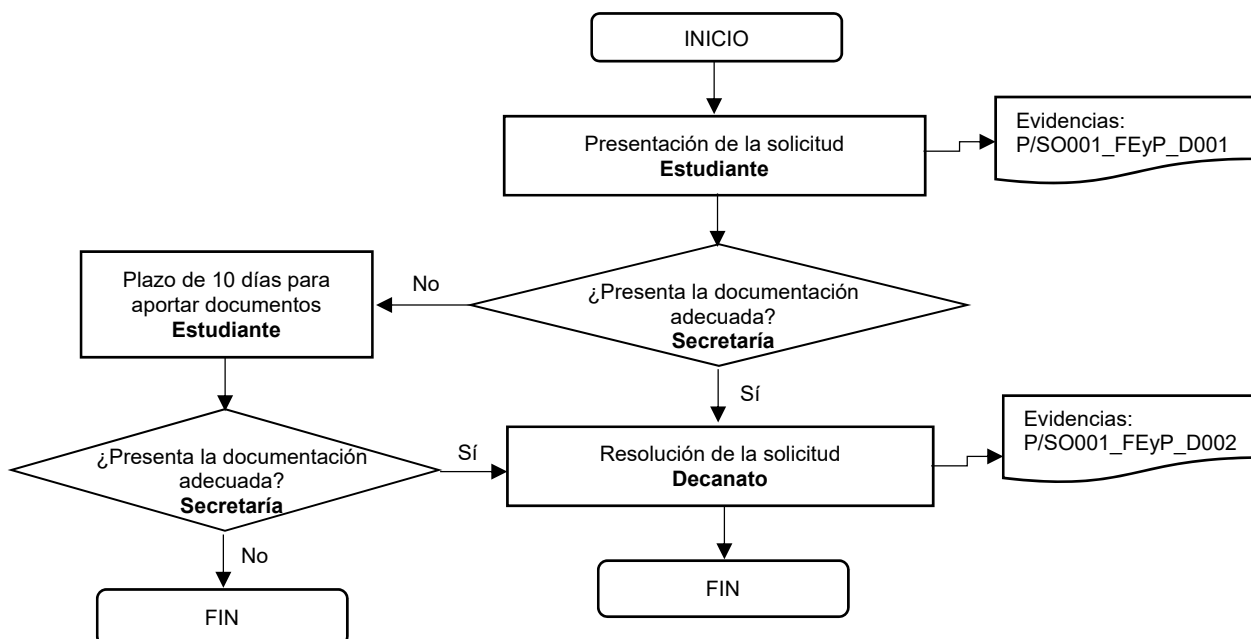 INICIO
Presentación de la solicitud
Estudiante
Evidencias:
P/SO001_FEyP_D001
¿Presenta la documentación
adecuada?
Secretaría
No
Plazo de 10 días para
aportar documentos
Estudiante
Sí
¿Presenta la documentación
adecuada?
Secretaría
Sí
Resolución de la solicitud
Decanato
Evidencias:
P/SO001_FEyP_D002
No
FIN
FIN